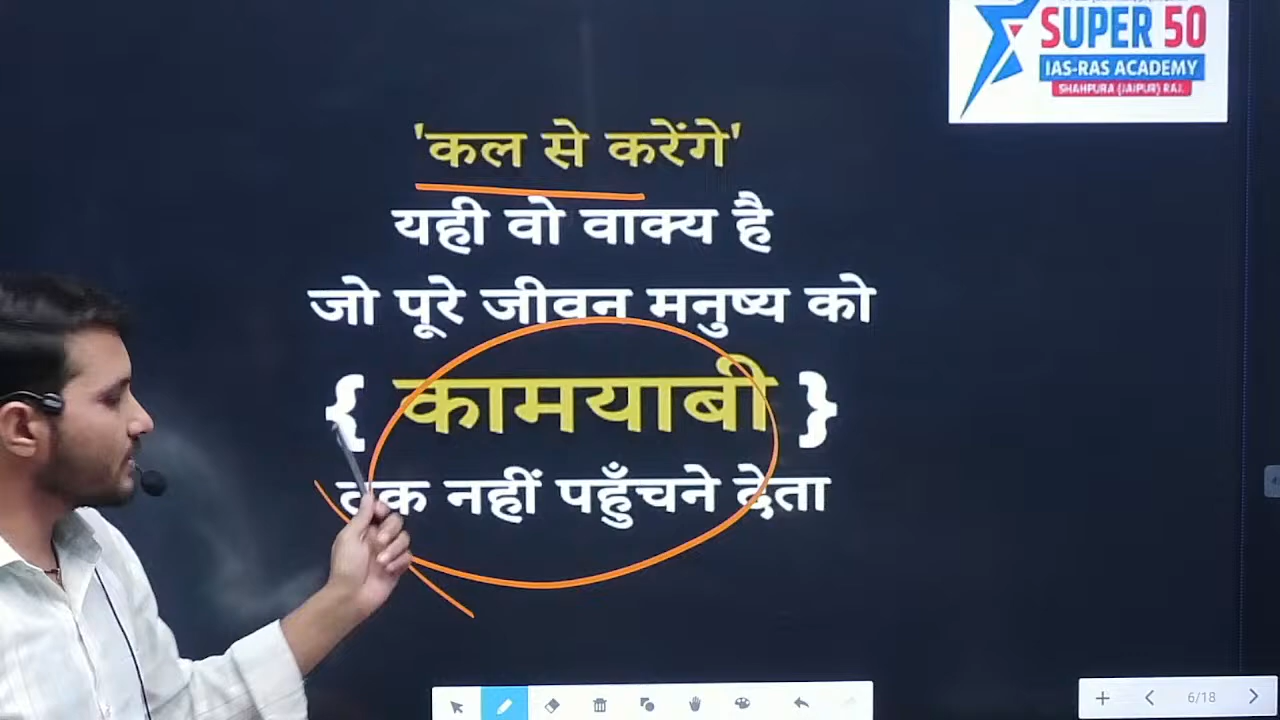 SUPER 50
IAS-RAS ACADEMY
SHAHPURA (JAIPUR) RAJ.
'कल से करेंगे'
यही वो वाक्य है
जो पूरे जीवन मनुष्य को
{ कामयाबी }
तक नहीं पहुँचने देता
6/18